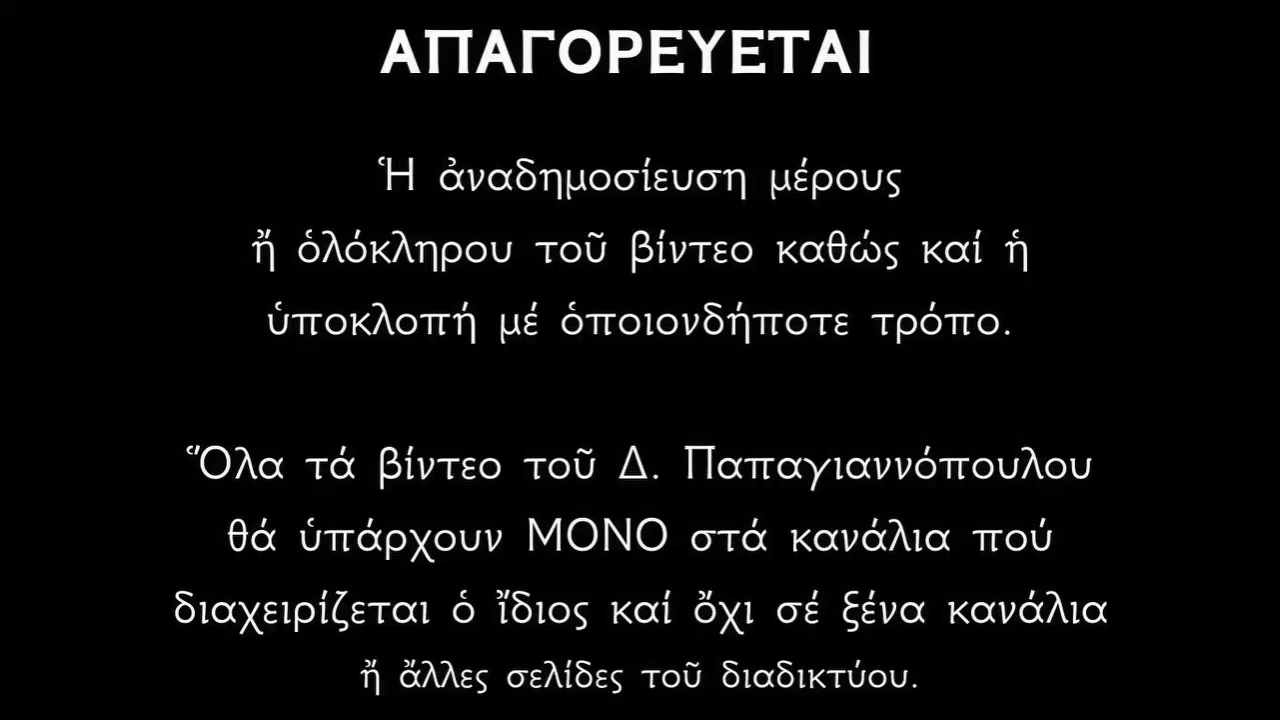 ΑΠΑΓΟΡΕΥΕΤΑΙ
Ἡ ἀναδημοσίευση μέρους
ἤ ὁλόκληρου τοῦ βίντεο καθώς καί ἡ
ὑποκλοπή μέ ὁποιονδήποτε τρόπο.
Ὅλα τά βίντεο τοῦ Δ. Παπαγιαννόπουλου
θά ὑπάρχουν ΜΟΝΟ στά κανάλια πού
διαχειρίζεται ὁ ἴδιος καί ὄχι σέ ξένα κανάλια
ἤ ἄλλες σελίδες τοῦ διαδικτύου.